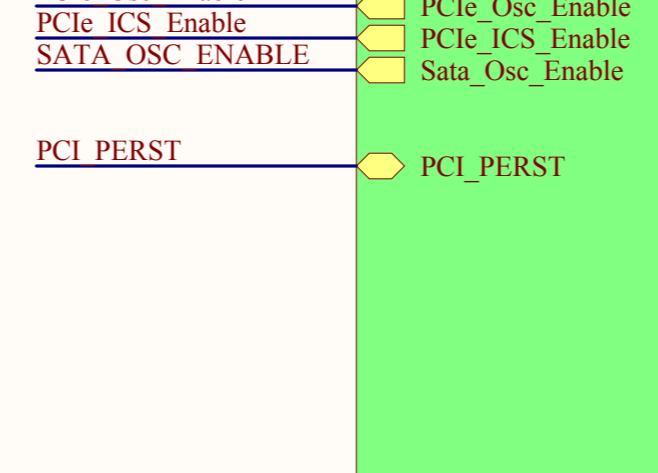 PCIe_Osc_Enable
PCIe_ICS_Enable
PCIe_ICS_Enable
SATA_OSC_ENABLE
Sata_Osc_Enable
PCI_PERST
PCI_PERST